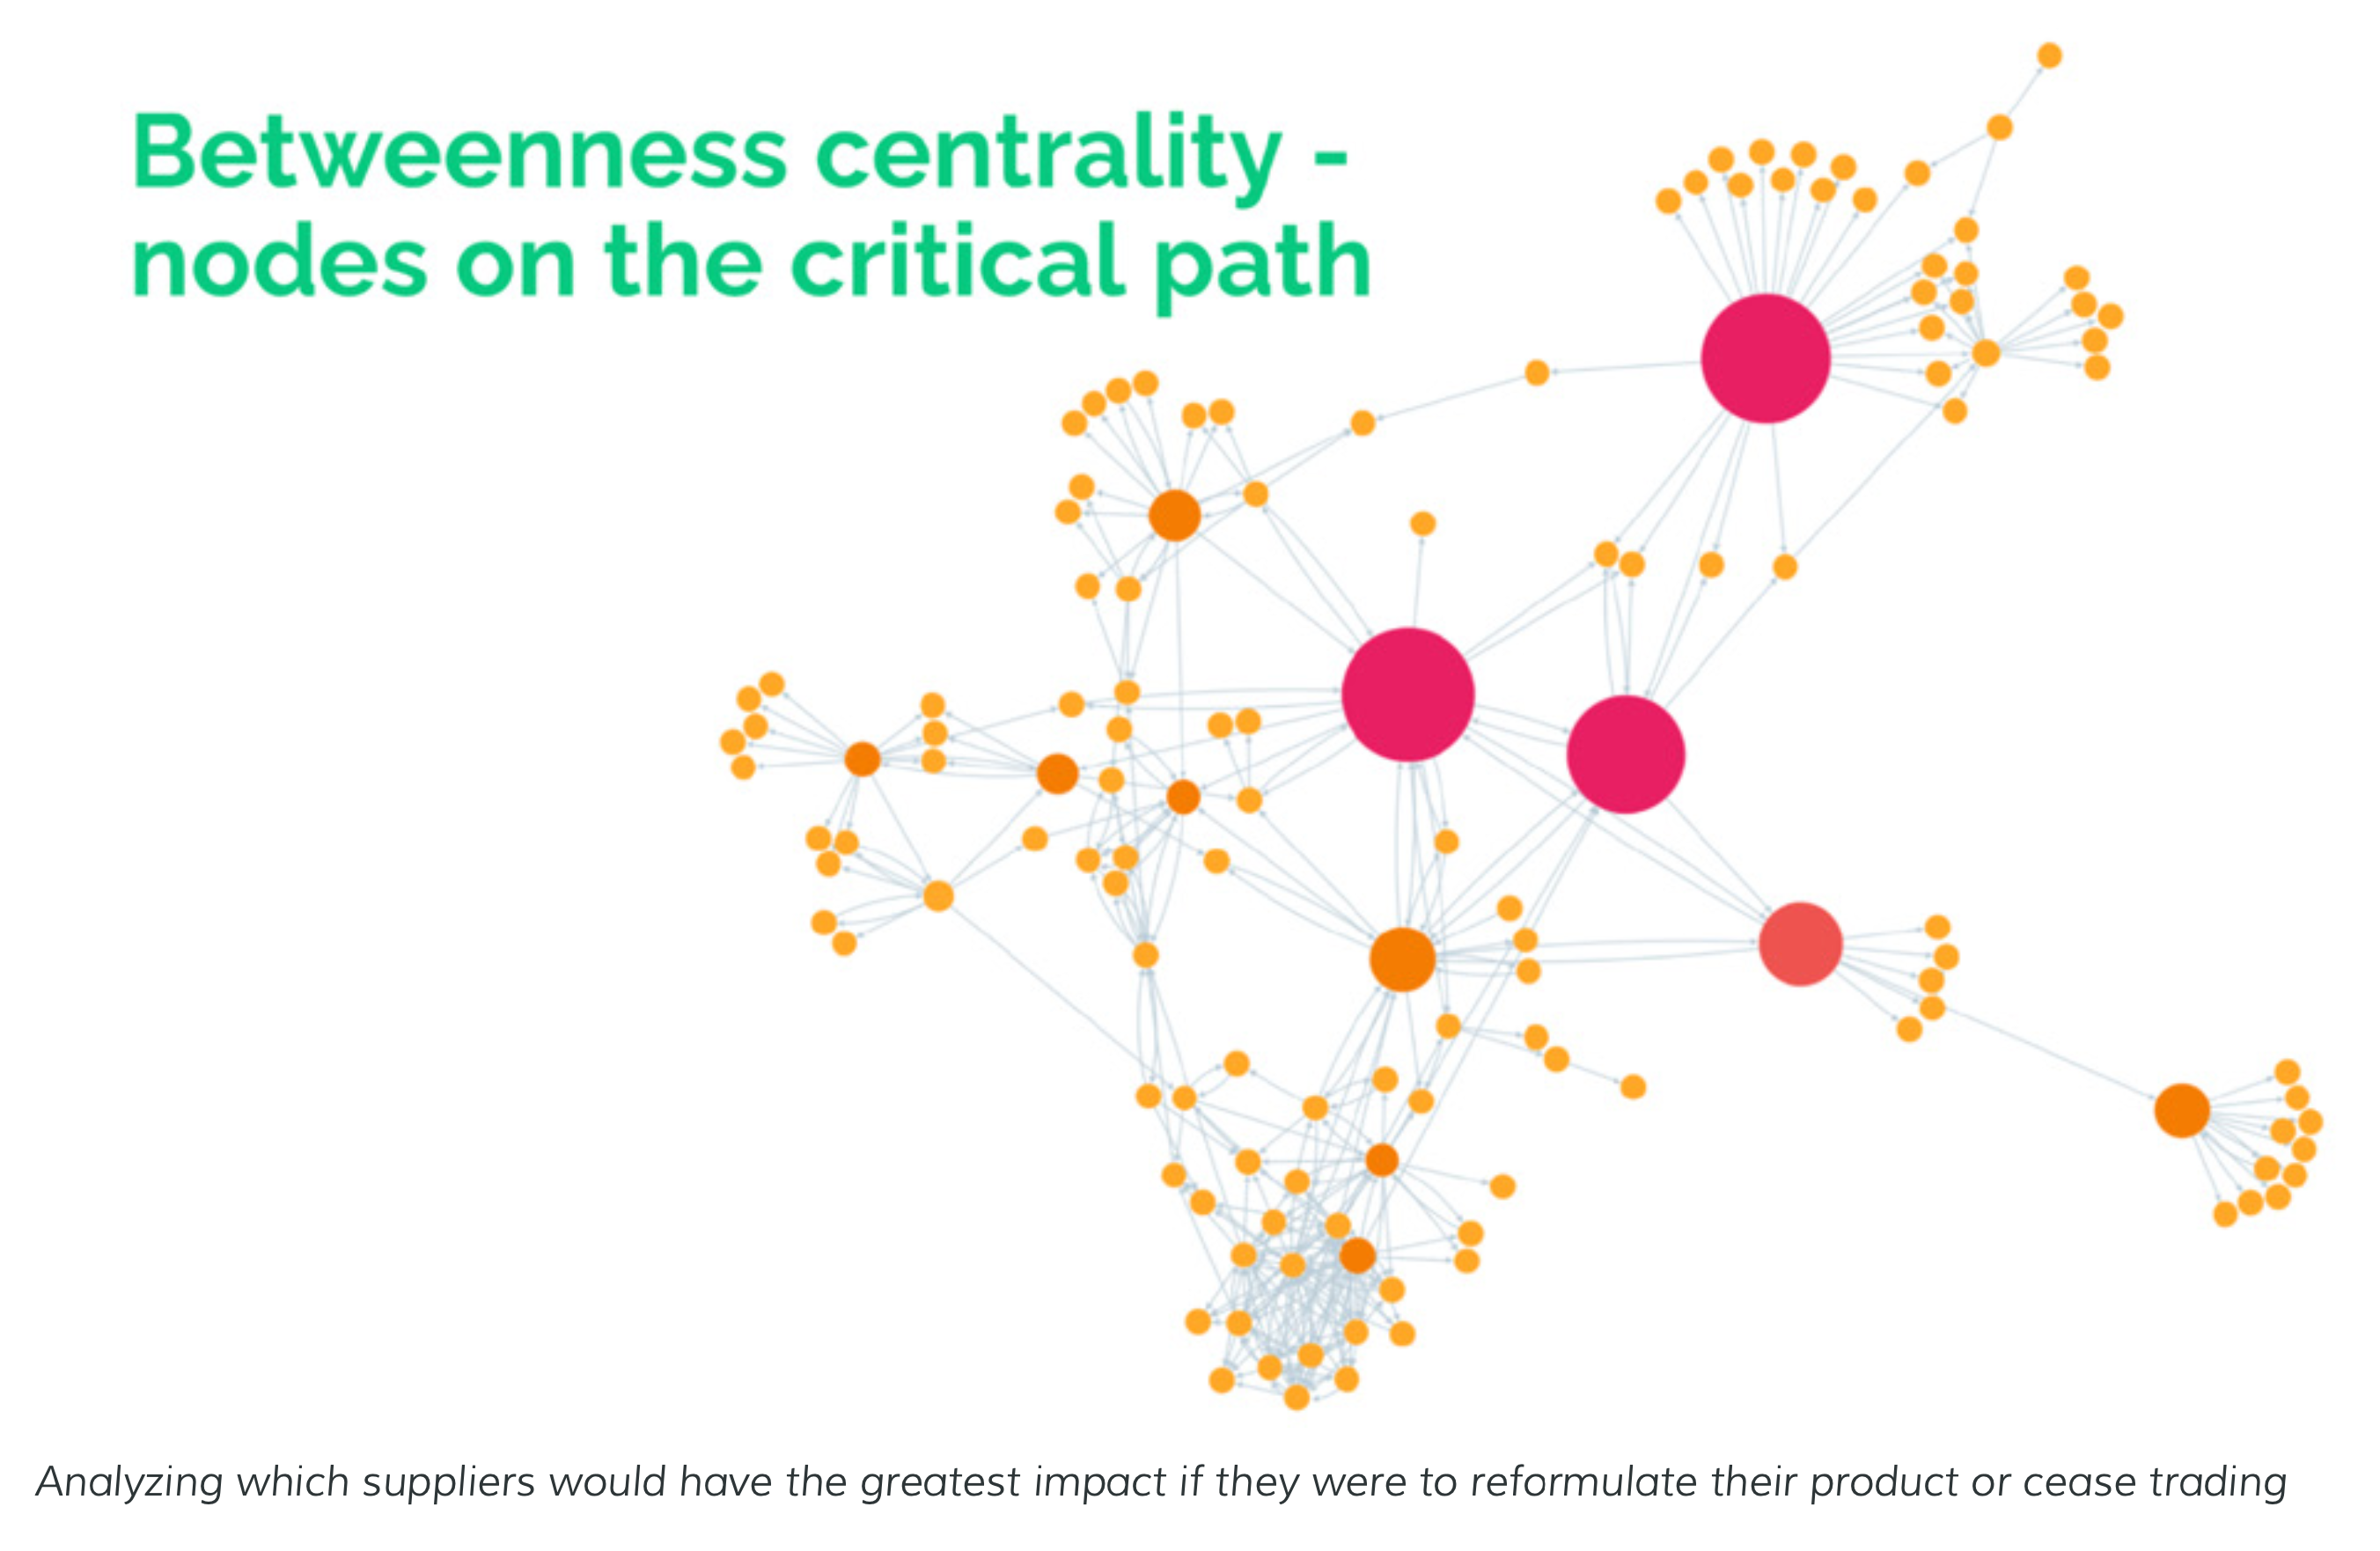 Betweenness centrality -
nodes on the critical path
Analyzing which suppliers would have the greatest impact if they were to reformulate their product or cease trading